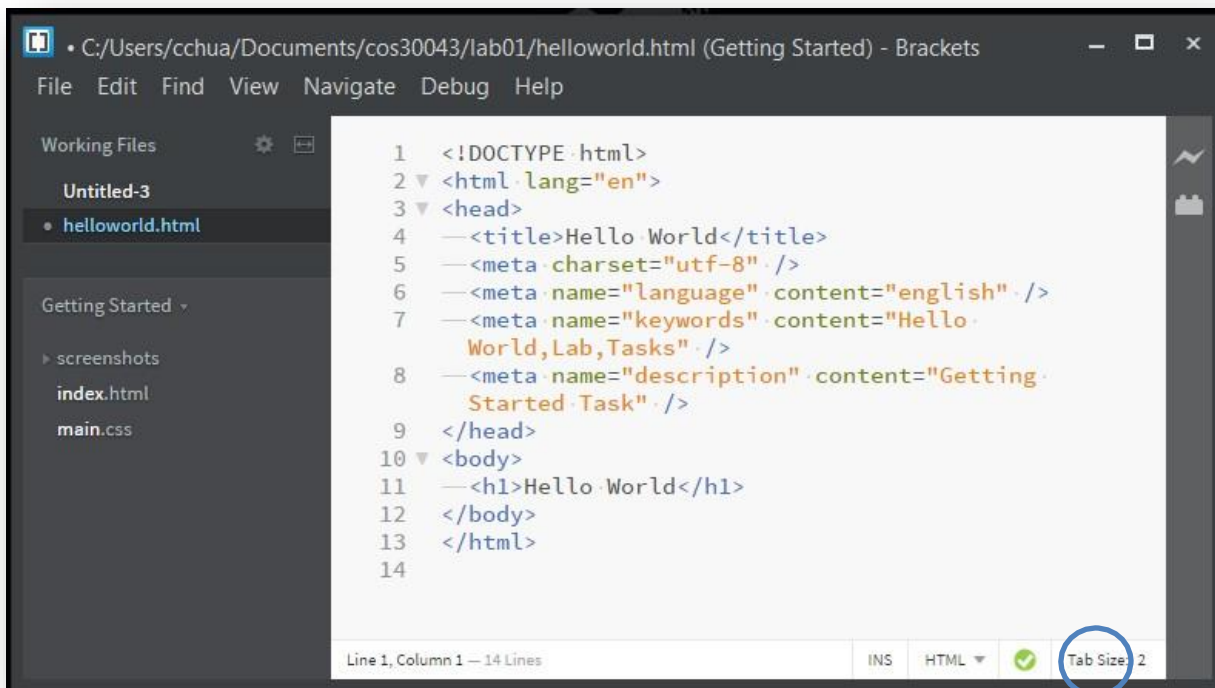 • C:/Users/cchua/Documents/cos30043/lab01/helloworld.html (Getting Started) - Brackets
File Edit Find View Navigate Debug Help
Working Files
Untitled-3
• helloworld.html
Getting Started
screenshots
index.html
main.css
1 <!DOCTYPE html>
2 <html lang="en">
3 <head>
4 <title>Hello World</title>
5 <meta charset="utf-8" />
6 <meta name="language" content="english" />
7 <meta name="keywords" content="Hello
World,Lab,Tasks" />
8 <meta name="description" content="Getting
Started Task" />
9 </head>
10 <body>
11 <h1>Hello World</h1>
12 </body>
13 </html>
14
Line 1, Column 1 — 14 Lines INS HTML Tab Size: 2